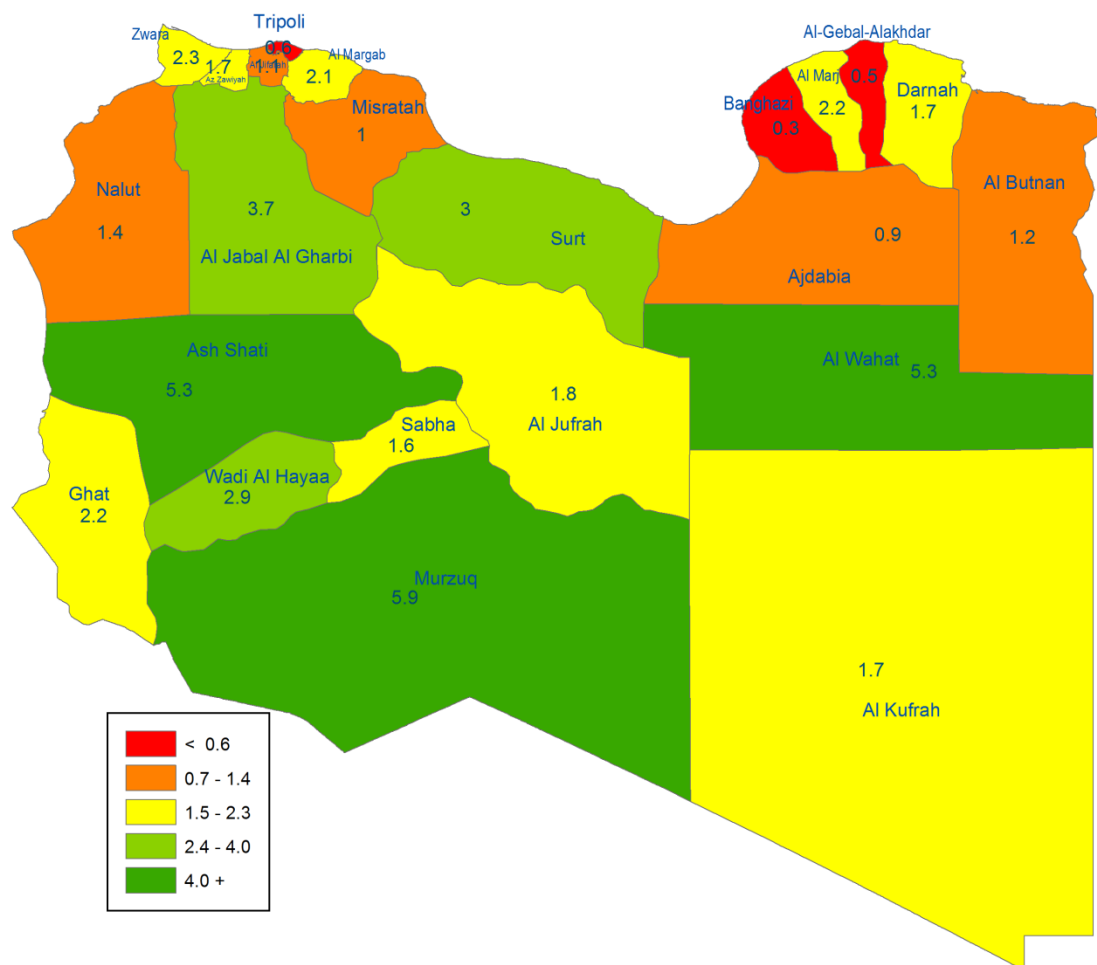 Tripoli
0.6
Zwara
2.3
1.7
Az Zawiyah
1.1
Al Margab
2.1
Al-Gebal-Alakhdar
0.5
Al Marj
2.2
Banghazi
0.3
Darnah
1.7
Misratah
1
Nalut
1.4
3.7
Al Jabal Al Gharbi
3
Surt
Al Butnan
1.2
0.9
Ajdabia
Ash Shati
5.3
Al Wahat
5.3
1.8
Al Jufrah
Sabha
1.6
Wadi Al Hayaa
2.9
Ghat
2.2
Murzuq
5.9
1.7
Al Kufrah
< 0.6
0.7 - 1.4
1.5 - 2.3
2.4 - 4.0
4.0 +